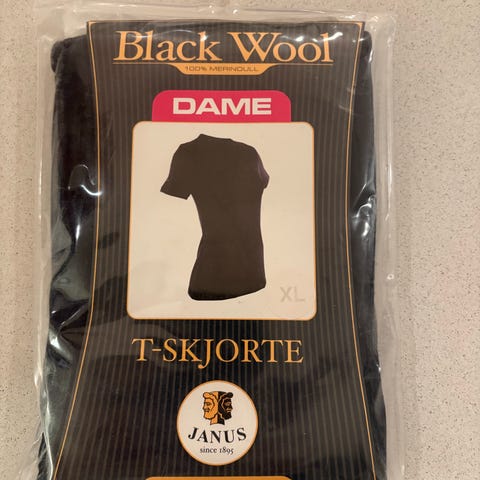 Black Wool
100% MERINOULL
DAME
XL
T-SKJORTE
JANUS
since 1895